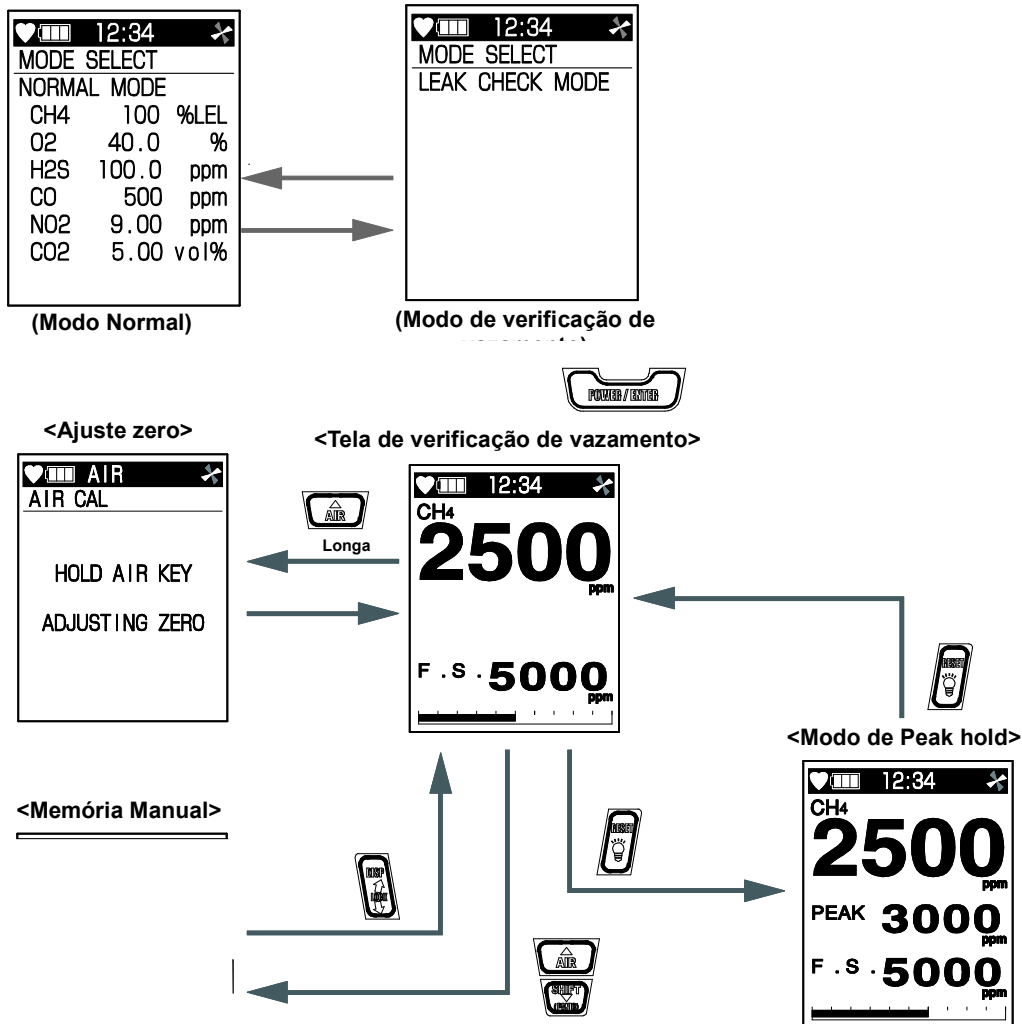 12:34
MODE SELECT
NORMAL MODE
CH4 100 %LEL
O2 40.0 %
H2S 100.0 ppm
CO 500 ppm
NO2 9.00 ppm
CO2 5.00 vol%
(Modo Normal)
12:34
MODE SELECT
LEAK CHECK MODE
(Modo de verificação de
vazamento)
POWER / ENTER
<Ajuste zero>
AIR
AIR CAL
HOLD AIR KEY
ADJUSTING ZERO
AIR
Longa
<Tela de verificação de vazamento>
12:34
CH4
2500
ppm
F.S. 5000
ppm
RESET
<Modo de Peak hold>
12:34
CH4
2500
ppm
PEAK 3000
ppm
F.S. 5000
ppm
<Memória Manual>
DISP
RESET
AIR
SHIFT